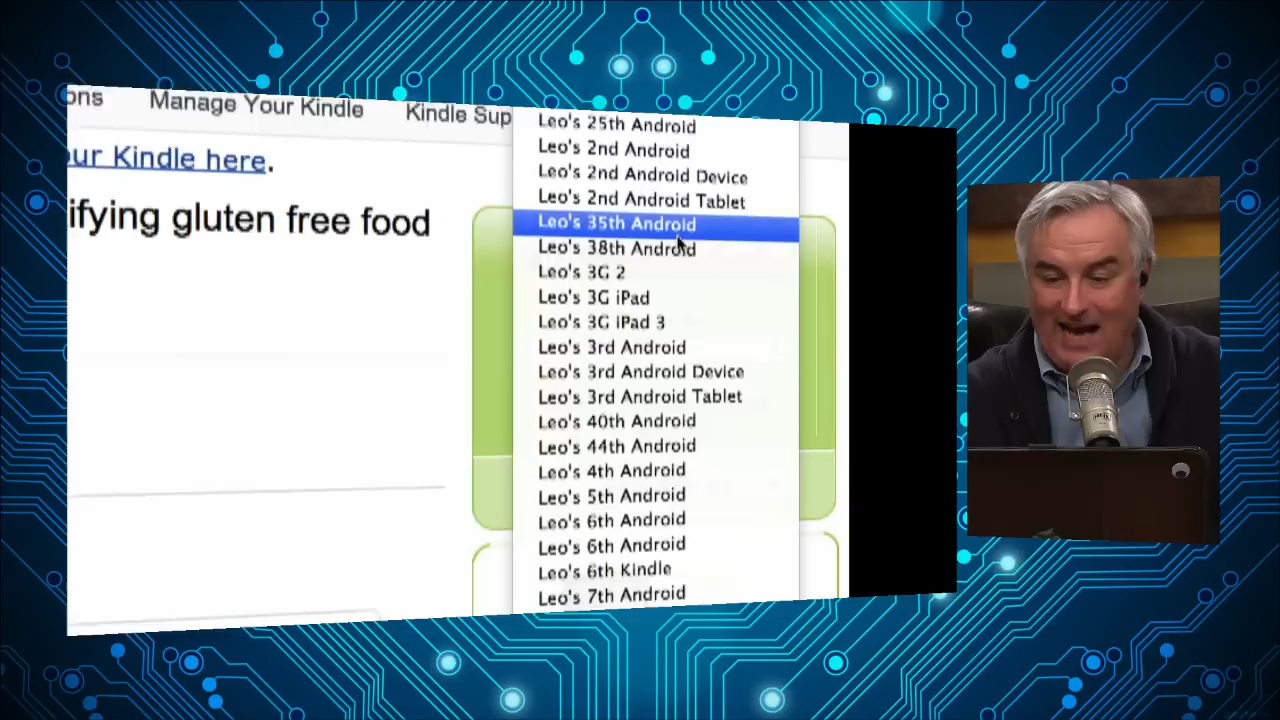 ons Manage Your Kindle Kindle Sup
our Kindle here.
ifying gluten free food
Leo's 25th Android
Leo's 2nd Android
Leo's 2nd Android Device
Leo's 2nd Android Tablet
Leo's 35th Android
Leo's 38th Android
Leo's 3G 2
Leo's 3G iPad
Leo's 3G iPad 3
Leo's 3rd Android
Leo's 3rd Android Device
Leo's 3rd Android Tablet
Leo's 40th Android
Leo's 44th Android
Leo's 4th Android
Leo's 5th Android
Leo's 6th Android
Leo's 6th Android
Leo's 6th Kindle
Leo's 7th Android